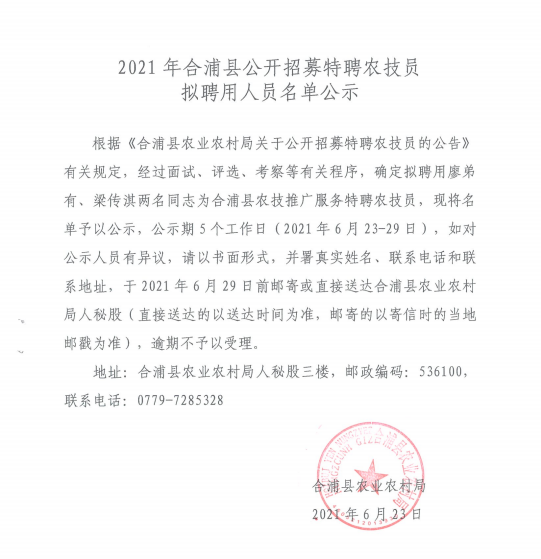 2021 年合浦县公开招募特聘农技员
拟聘用人员名单公示
根据《合浦县农业农村局关于公开招募特聘农技员的公告》
有关规定，经过面试、评选、考察等有关程序，确定拟聘用廖弟
有、梁传淇两名同志为合浦县农技推广服务特聘农技员，现将名
单予以公示，公示期 5 个工作日（2021 年 6 月 23-29 日），如对
公示人员有异议，请以书面形式，并署真实姓名、联系电话和联
系地址，于 2021 年 6 月 29 日前邮寄或直接送达合浦县农业农村
局人秘股（直接送达的以送达时间为准，邮寄的以寄信时的当地
邮戳为准），逾期不予以受理。
地址：合浦县农业农村局人秘股三楼，邮政编码：536100，
联系电话：0779-7285328
合浦县农业农村局
2021 年 6 月 23 日